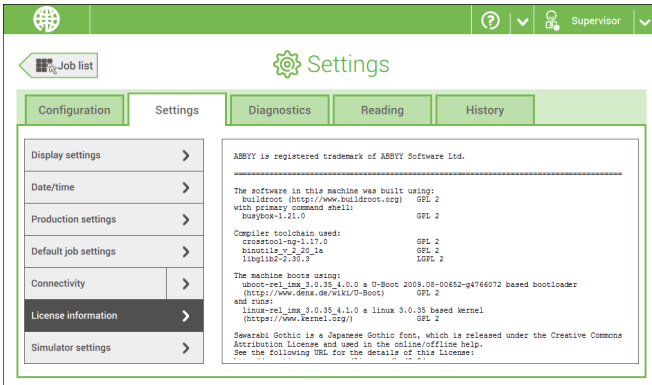 Supervisor
Job list
Settings
Configuration
Settings
Diagnostics
Reading
History
Display settings
Date/time
Production settings
Default job settings
Connectivity
License information
Simulator settings
ABBYY is registered trademark of ABBYY Software Ltd.
The software in this machine was built using:
buildroot (http://www.buildroot.org) GPL 2
with primary command shell:
busybox-1.21.0 GPL 2
Compiler toolchain used:
crosstool-ng-1.17.0 GPL 2
binutils_v_2_20_1a GPL 2
libglib2-2.30.3 LGPL 2
The machine boots using:
uboot-rel_imx_3.0.35_4.0.0 a U-Boot 2009.08-00652-g4766072 based bootloader
(http://www.denx.de/wiki/U-Boot) GPL 2
and runs:
linux-rel_imx_3.0.35_4.1.0 a linux 3.0.35 based kernel
(https://www.kernel.org/) GPL 2
Sawarabi Gothic is a Japanese Gothic font, which is released under the Creative Commons
Attribution License and used in the online/offline help.
See the following URL for the details of this License: